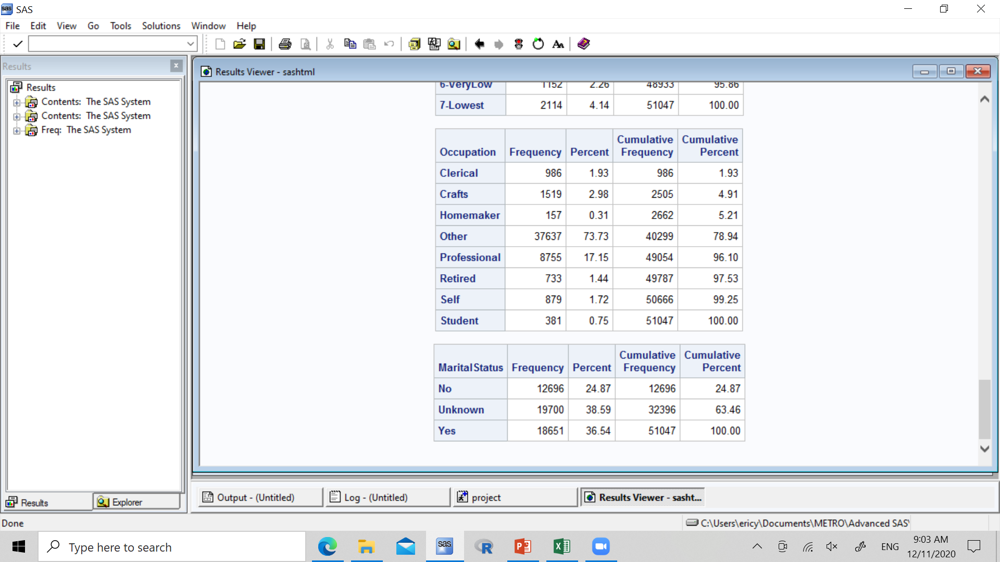 SAS
File Edit View Go Tools Solutions Window Help
Results
Results
Contents: The SAS System
Contents: The SAS System
Freq: The SAS System
Results Viewer - sashtml
6-VeryLow 1152 2.26 48933 95.86
7-Lowest 2114 4.14 51047 100.00
Cumulative Cumulative
Occupation Frequency Percent Frequency Percent
Clerical 986 1.93 986 1.93
Crafts 1519 2.98 2505 4.91
Homemaker 157 0.31 2662 5.21
Other 37637 73.73 40299 78.94
Professional 8755 17.15 49054 96.10
Retired 733 1.44 49787 97.53
Self 879 1.72 50666 99.25
Student 381 0.75 51047 100.00
Cumulative Cumulative
MaritalStatus Frequency Percent Frequency Percent
No 12696 24.87 12696 24.87
Unknown 19700 38.59 32396 63.46
Yes 18651 36.54 51047 100.00
Results Explorer
Output - (Untitled) Log - (Untitled) project Results Viewer - sasht...
Done C:\Users\ericy\Documents\METRO\Advanced SAS\
Type here to search
sas
ENG
9:03 AM
12/11/2020